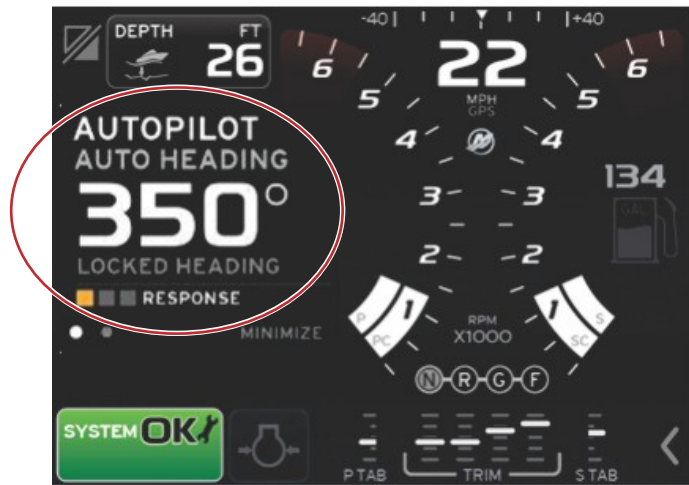 DEPTH
FT
26
-40
+40
22
MPH
GPS
AUTOPILOT
AUTO HEADING
350°
LOCKED HEADING
RESPONSE
MINIMIZE
6
5
4
3
2
1
6
5
4
3
2
1
P
PC
S
SC
RPM
X1000
134
GAL
N R G F
SYSTEM OK
P TAB
TRIM
S TAB